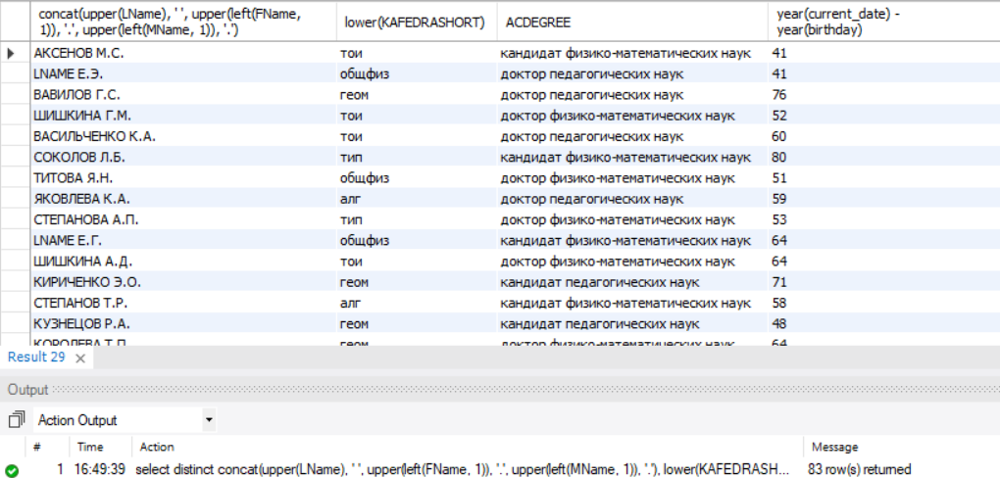 concat(upper(LName), ' ', upper(left(FName, 1)), '.', upper(left(MName, 1)), '.') lower(KAFEDRASHORT) ACDEGREE year(current_date) - year(birthday)
АКСЕНОВ М.С. тои кандидат физико-математических наук 41
LNAME Е.Э. общфиз доктор педагогических наук 41
ВАВИЛОВ Г.С. геом доктор педагогических наук 76
ШИШКИНА Г.М. тои доктор физико-математических наук 52
ВАСИЛЬЧЕНКО К.А. тои доктор педагогических наук 60
СОКОЛОВ Л.Б. тип кандидат физико-математических наук 80
ТИТОВА Я.Н. общфиз доктор физико-математических наук 51
ЯКОВЛЕВА К.А. алг доктор педагогических наук 59
СТЕПАНОВА А.П. тип доктор физико-математических наук 53
LNAME Е.Г. общфиз кандидат физико-математических наук 64
ШИШКИНА А.Д. тои доктор физико-математических наук 64
КИРИЧЕНКО Э.О. геом кандидат педагогических наук 71
СТЕПАНОВ Т.Р. алг кандидат физико-математических наук 58
КУЗНЕЦОВ Р.А. геом кандидат педагогических наук 48
КОРОЛЕВА Т.П. геом доктор физико-математических наук 64
Result 29
Output
Action Output
# Time Action Message
1 16:49:39 select distinct concat(upper(LName), ' ', upper(left(FName, 1)), '.', upper(left(MName, 1)), '.'), lower(KAFEDRASH... 83 row(s) returned